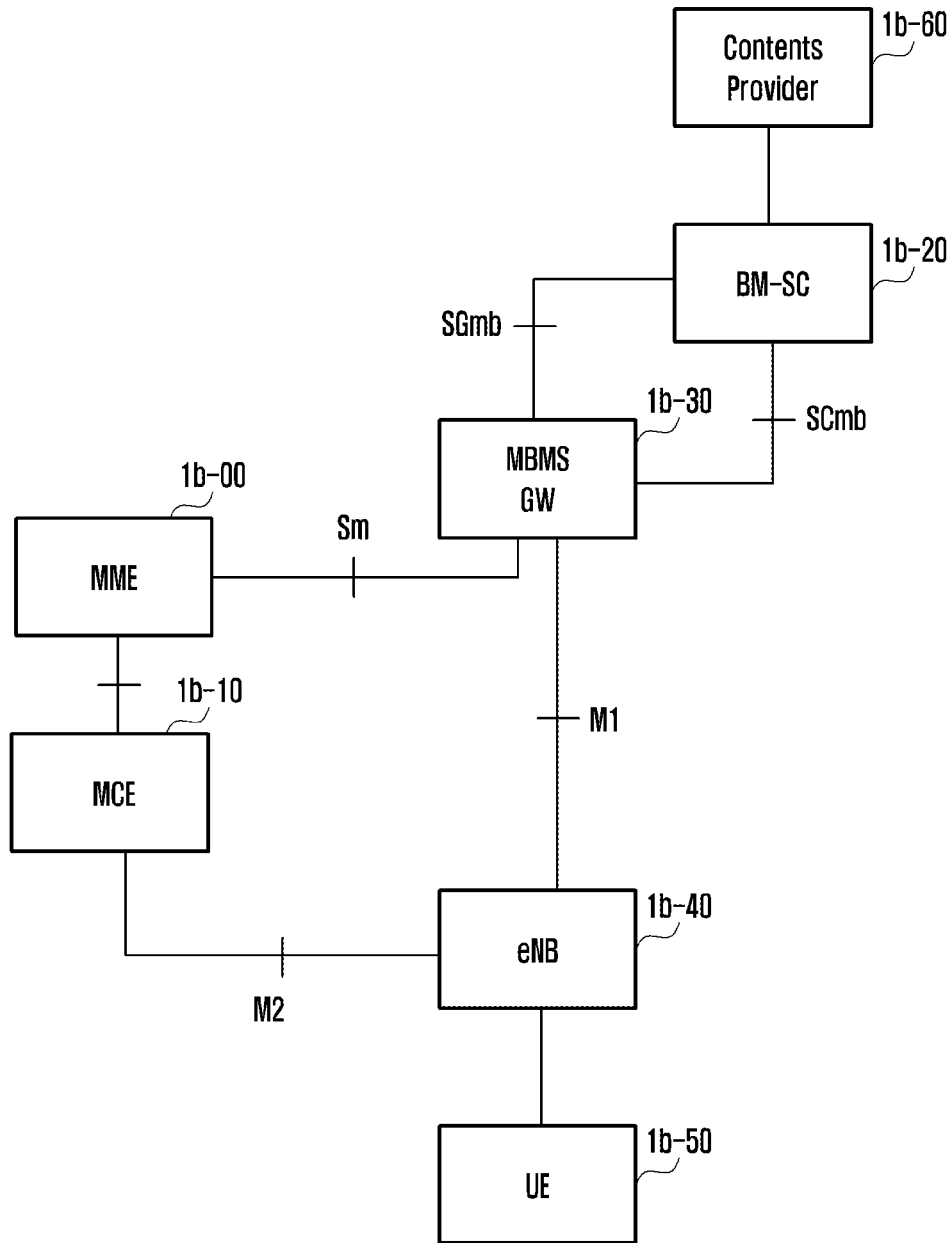 1b-60
Contents
Provider
1b-20
BM-SC
SGmb
SCmb
1b-30
MBMS
GW
1b-00
MME
Sm
1b-10
MCE
M1
M2
1b-40
eNB
1b-50
UE